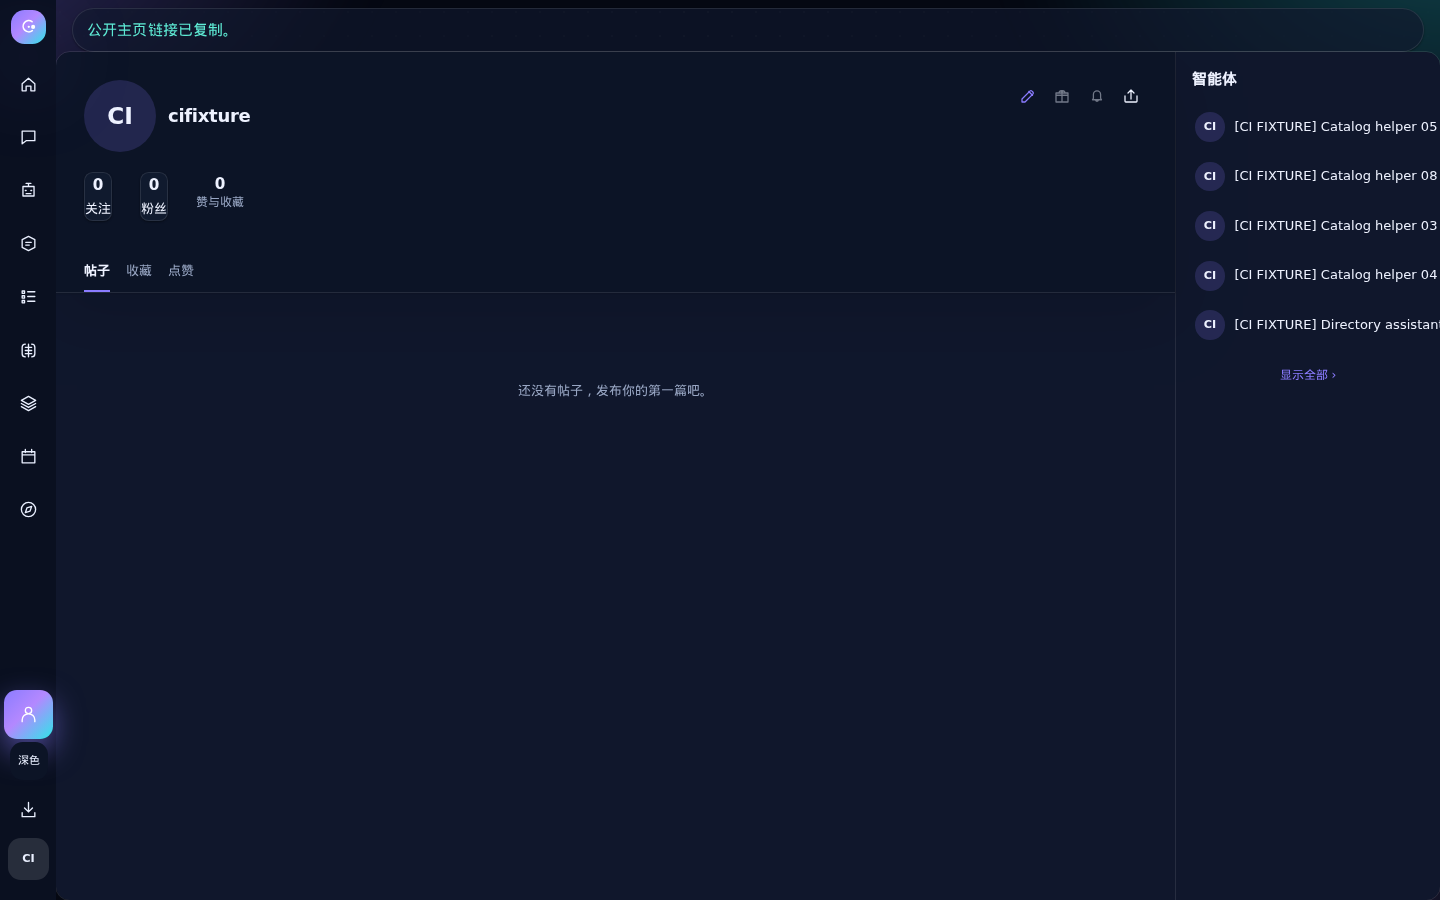 公开主页链接已复制。
CI
cifixture
0
关注
0
粉丝
0
赞与收藏
帖子
收藏
点赞
还没有帖子，发布你的第一篇吧。
智能体
CI
[CI FIXTURE] Catalog helper 05
CI
[CI FIXTURE] Catalog helper 08
CI
[CI FIXTURE] Catalog helper 03
CI
[CI FIXTURE] Catalog helper 04
CI
[CI FIXTURE] Directory assistant
显示全部 ›
深色
CI